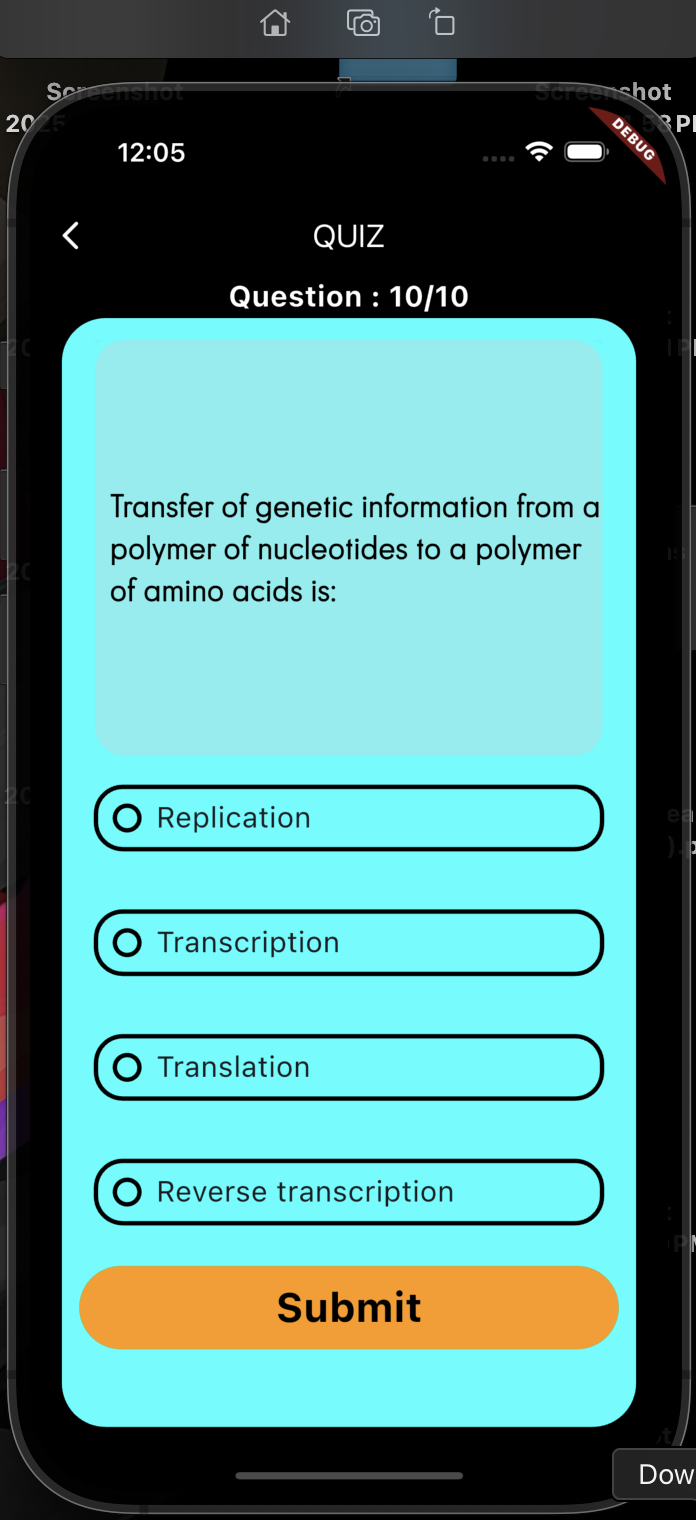 Screenshot
Screenshot
2025
PM
12:05
DEBUG
QUIZ
Question : 10/10
Transfer of genetic information from a
polymer of nucleotides to a polymer
of amino acids is:
Replication
Transcription
Translation
Reverse transcription
Submit